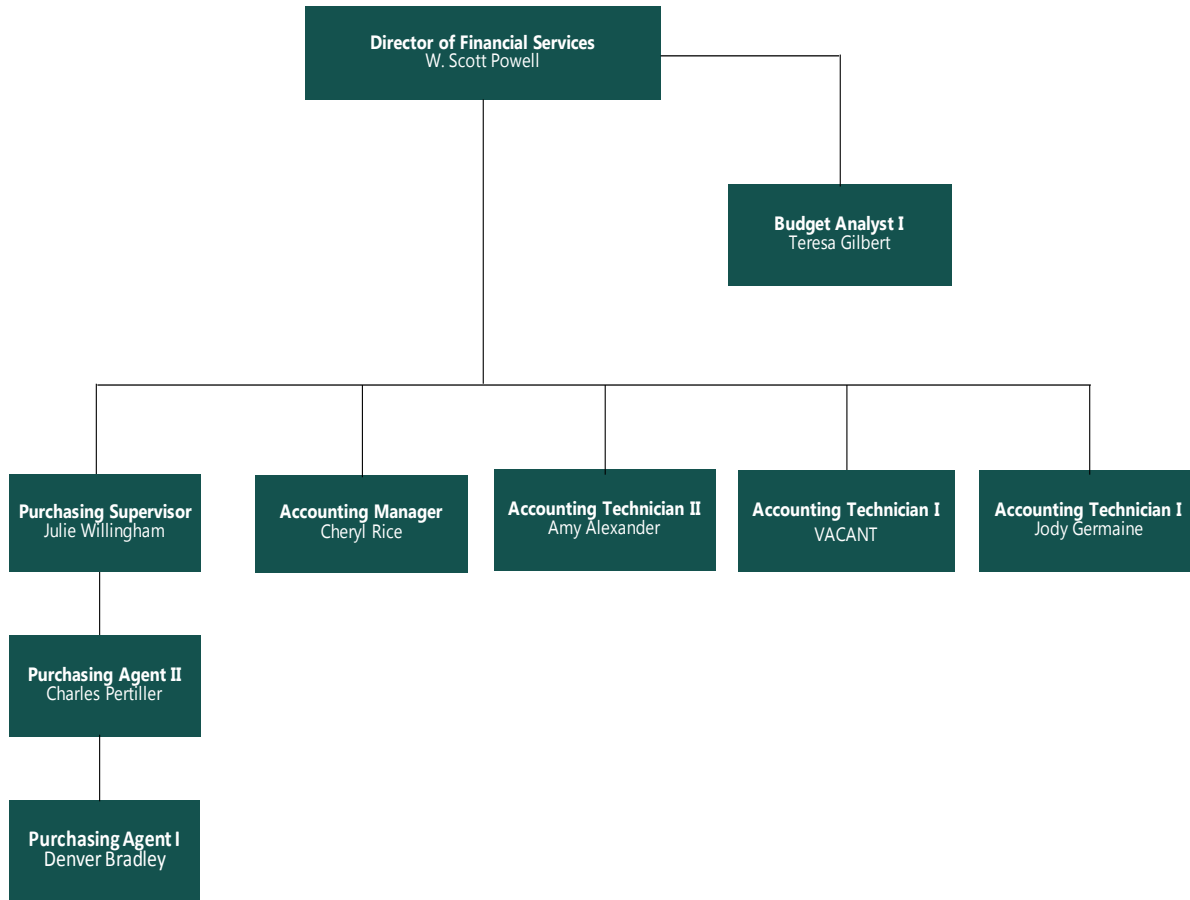 Director of Financial Services
W. Scott Powell
Budget Analyst I
Teresa Gilbert
Purchasing Supervisor
Julie Willingham
Accounting Manager
Cheryl Rice
Accounting Technician II
Amy Alexander
Accounting Technician I
VACANT
Accounting Technician I
Jody Germaine
Purchasing Agent II
Charles Pertiller
Purchasing Agent I
Denver Bradley